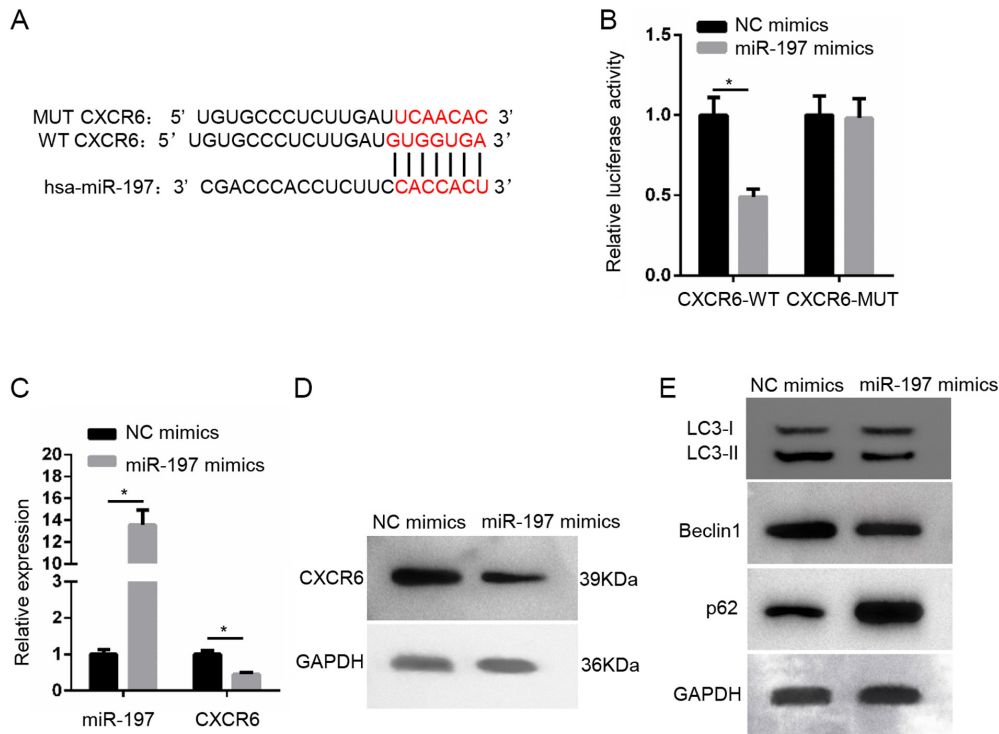 A
MUT CXCR6: 5' UGUGCCCUCUUGAUUCAACAC 3'
WT CXCR6: 5' UGUGCCCUCUUGAUGUGGUGA 3'
hsa-miR-197: 3' CGACCCACCUCUUCCACCACU 3'
B
NC mimics
miR-197 mimics
Relative luciferase activity
1.5
1.0
0.5
0.0
*
CXCR6-WT CXCR6-MUT
C
NC mimics
miR-197 mimics
Relative expression
20
18
16
14
12
10
3
2
1
0
*
*
miR-197 CXCR6
D
NC mimics miR-197 mimics
CXCR6 39KDa
GAPDH 36KDa
E
NC mimics miR-197 mimics
LC3-I
LC3-II
Beclin1
p62
GAPDH